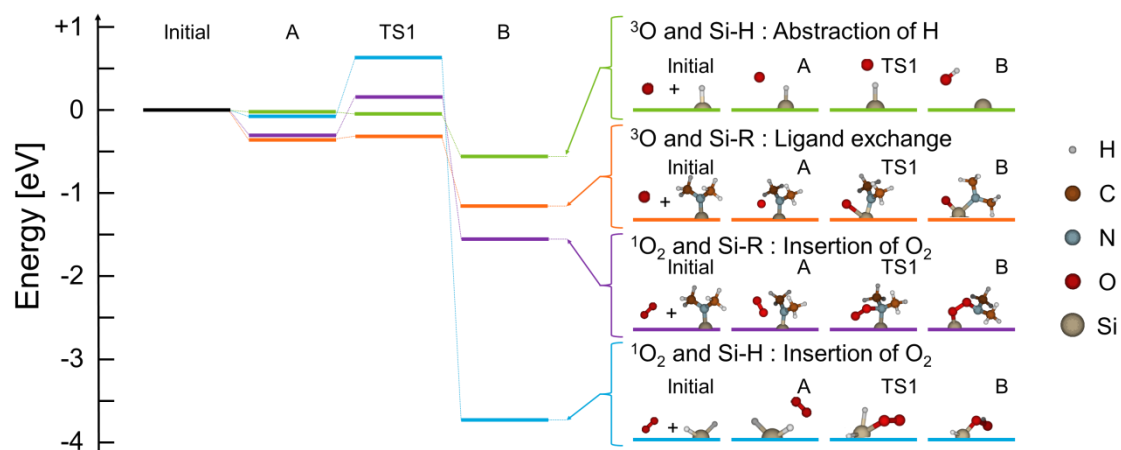 Energy [eV]
+1
0
-1
-2
-3
-4
Initial
A
TS1
B
³O and Si-H : Abstraction of H
Initial
A
TS1
B
+
³O and Si-R : Ligand exchange
Initial
A
TS1
B
+
¹O₂ and Si-R : Insertion of O₂
Initial
A
TS1
B
+
¹O₂ and Si-H : Insertion of O₂
Initial
A
TS1
B
+
H
C
N
O
Si